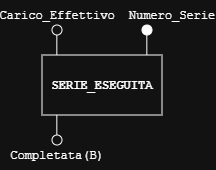 Carico_Effettivo Numero_Serie
SERIE_ESEGUITA
Completata(B)